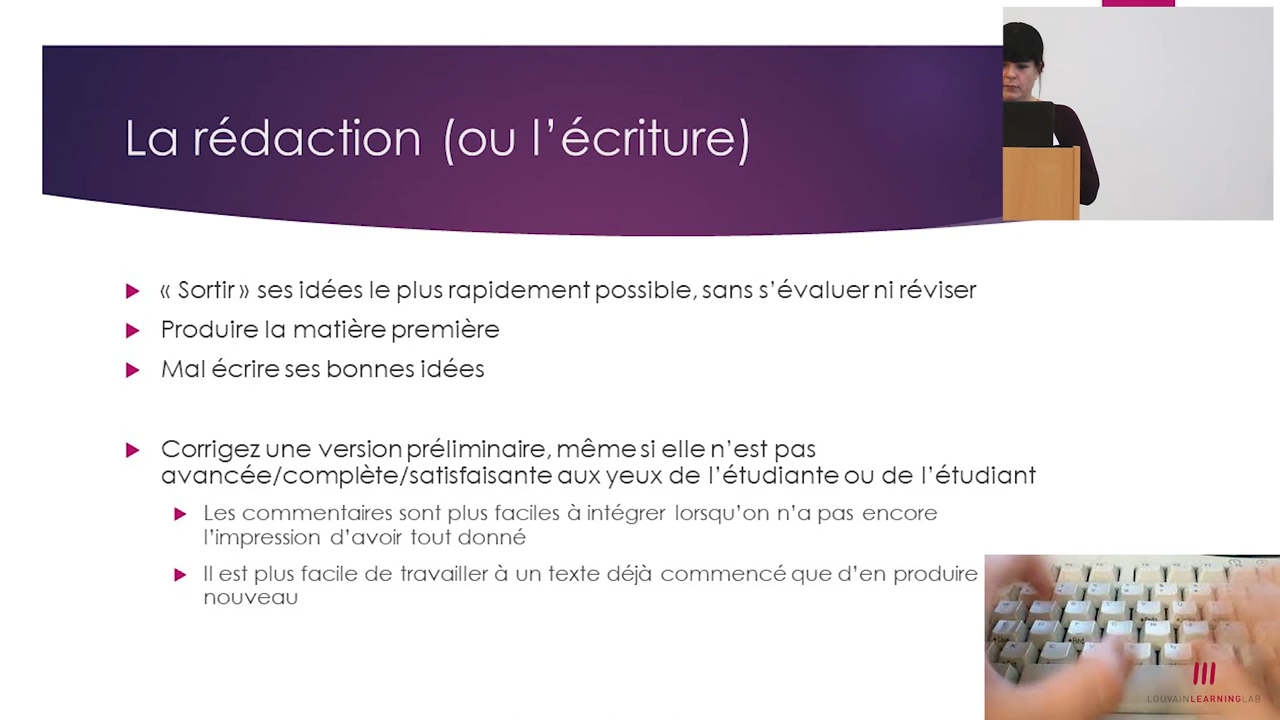 La rédaction (ou l'écriture)
« Sortir » ses idées le plus rapidement possible, sans s'évaluer ni réviser
Produire la matière première
Mal écrire ses bonnes idées
Corrigez une version préliminaire, même si elle n'est pas
avancée/complète/satisfaisante aux yeux de l'étudiante ou de l'étudiant
Les commentaires sont plus faciles à intégrer lorsqu'on n'a pas encore
l'impression d'avoir tout donné
Il est plus facile de travailler à un texte déjà commencé que d'en produire
nouveau
LOUVAINLEARNINGLAB